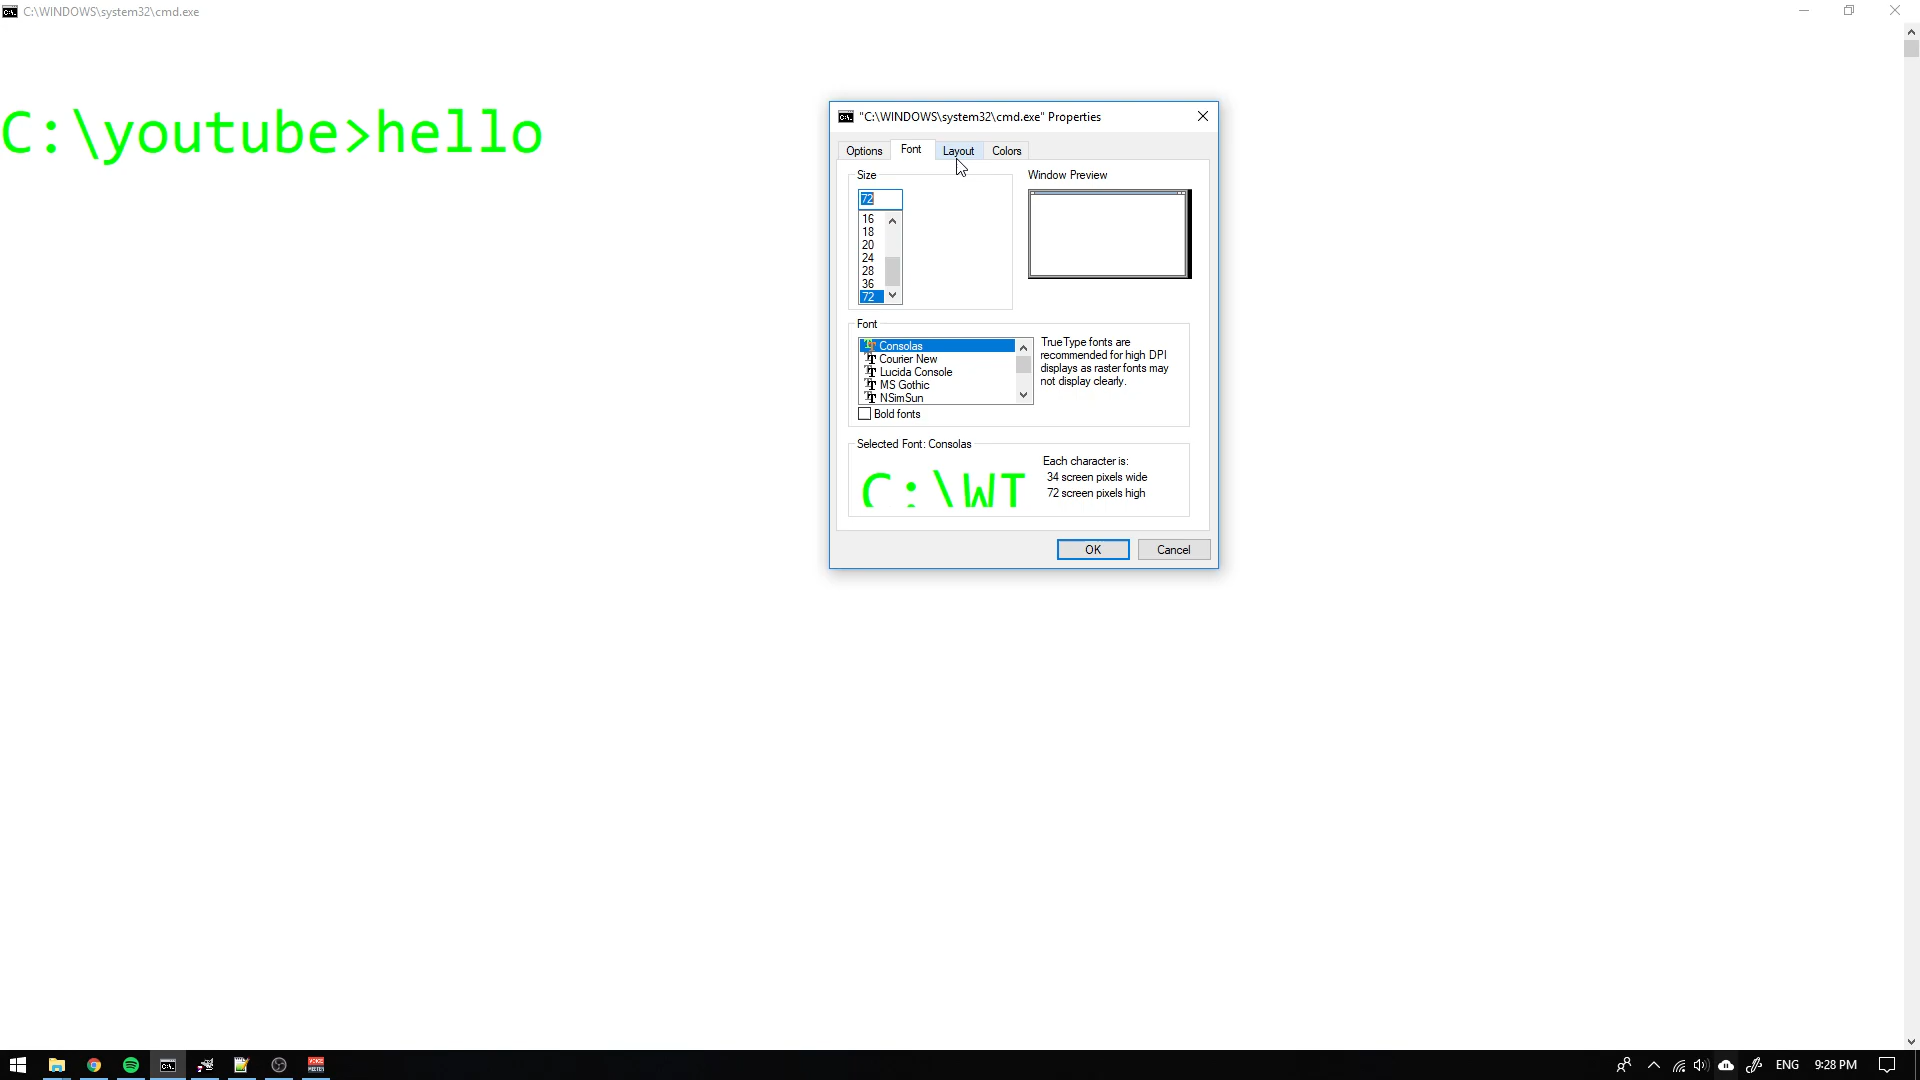 C:\WINDOWS\system32\cmd.exe
C:\youtube>hello
"C:\WINDOWS\system32\cmd.exe" Properties
Options Font Layout Colors
Size
72
16
18
20
24
28
36
72
Window Preview
Font
Consolas
Courier New
Lucida Console
MS Gothic
NSimSun
Bold fonts
TrueType fonts are
recommended for high DPI
displays as raster fonts may
not display clearly.
Selected Font: Consolas
C:\WI
Each character is:
34 screen pixels wide
72 screen pixels high
OK Cancel
VOICE
MEETER
ENG 9:28 PM